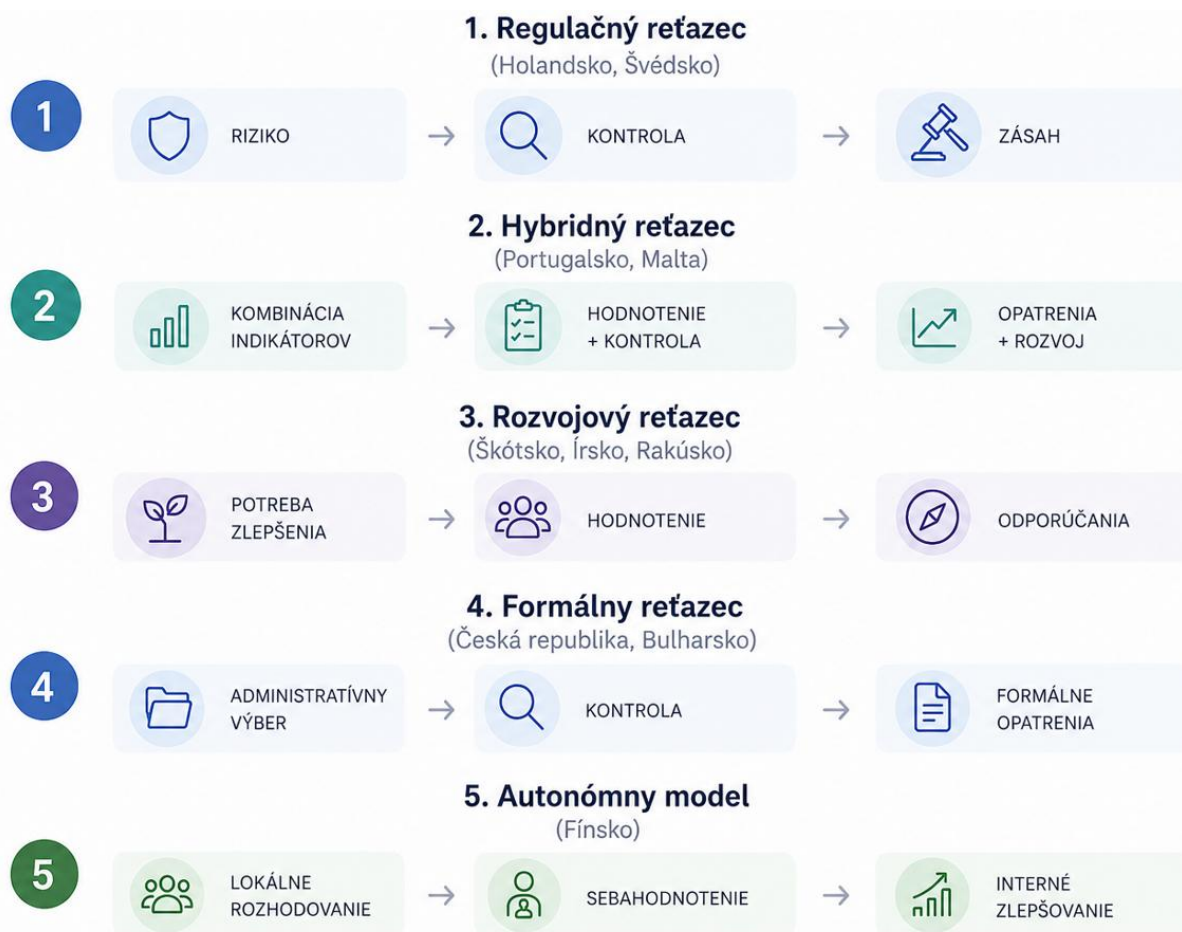 1. Regulačný reťazec
(Holandsko, Švédsko)
1
RIZIKO
→
KONTROLA
→
ZÁSAH
2. Hybridný reťazec
(Portugalsko, Malta)
2
KOMBINÁCIA
INDIKÁTOROV
→
HODNOTENIE
+ KONTROLA
→
OPATRENIA
+ ROZVOJ
3. Rozvojový reťazec
(Škótsko, Írsko, Rakúsko)
3
POTREBA
ZLEPŠENIA
→
HODNOTENIE
→
ODPORÚČANIA
4. Formálny reťazec
(Česká republika, Bulharsko)
4
ADMINISTRATÍVNY
VÝBER
→
KONTROLA
→
FORMÁLNE
OPATRENIA
5. Autonómny model
(Fínsko)
5
LOKÁLNE
ROZHODOVANIE
→
SEBAHODNOTENIE
→
INTERNÉ
ZLEPŠOVANIE